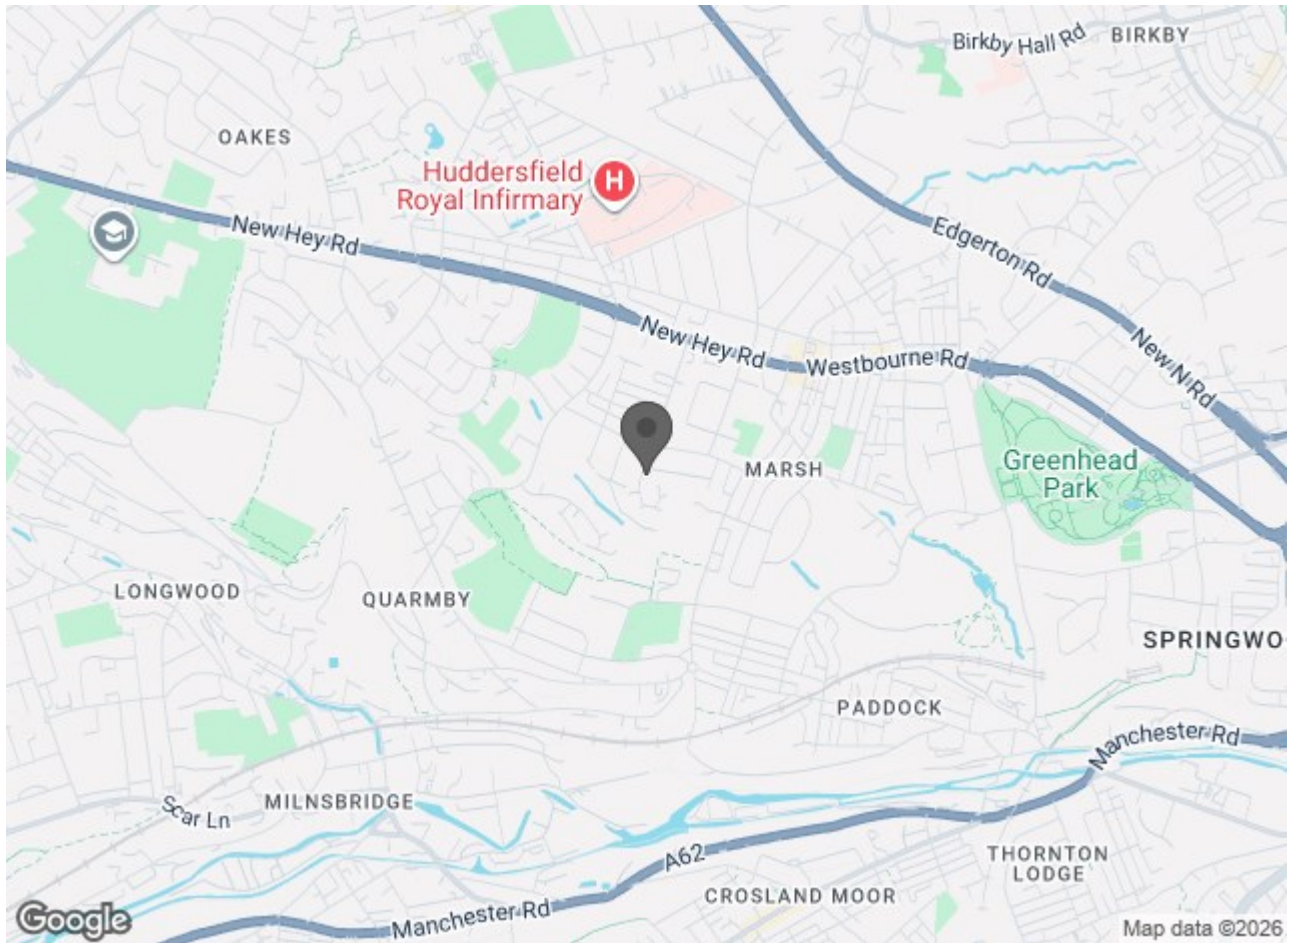 Birkby Hall Rd
BIRKBY
OAKES
Huddersfield
Royal Infirmary
H
New Hey Rd
Edgerton Rd
New Hey Rd
Westbourne Rd
New N Rd
MARSH
Greenhead
Park
LONGWOOD
QUARMBY
SPRINGWO
PADDOCK
Manchester Rd
Scar Ln
MILNSBRIDGE
A62
THORNTON
LODGE
CROSLAND MOOR
Manchester Rd
Google
Map data ©2026